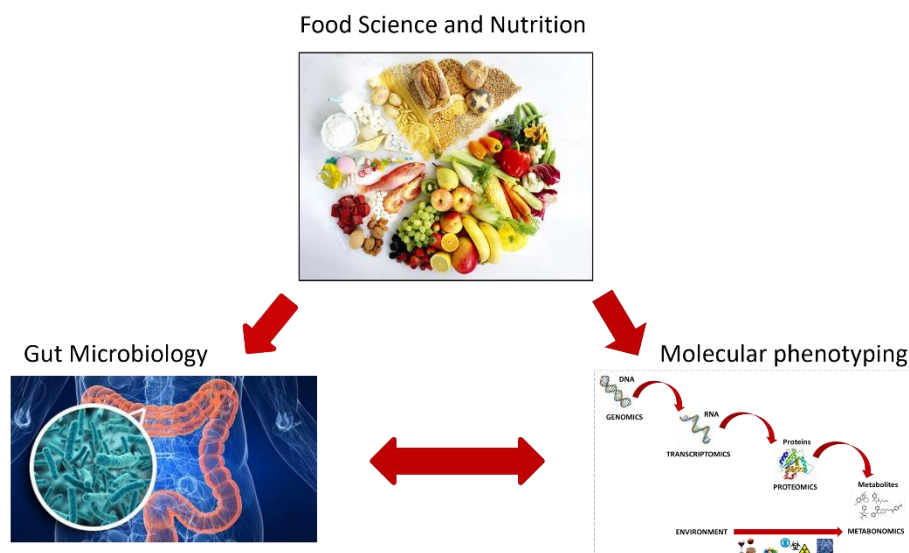 Food Science and Nutrition
Gut Microbiology
Molecular phenotyping
DNA
GENOMICS
RNA
TRANSCRIPTOMICS
Proteins
PROTEOMICS
Metabolites
ENVIRONMENT
METABONOMICS